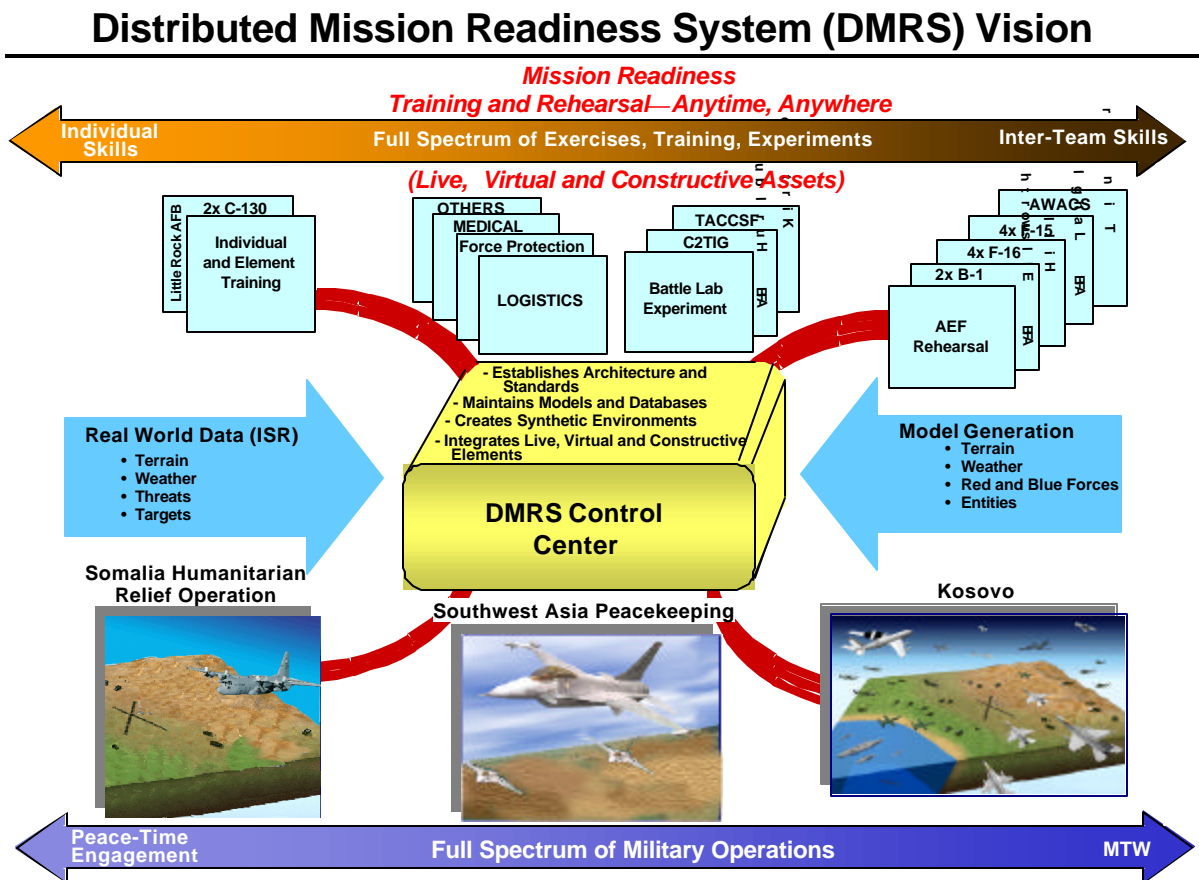 Distributed Mission Readiness System (DMRS) Vision
Mission Readiness
Training and Rehearsal—Anytime, Anywhere
Individual
Skills
Full Spectrum of Exercises, Training, Experiments
Inter-Team Skills
(Live, Virtual and Constructive Assets)
Little Rock AFB
2x C-130
Individual
and Element
Training
OTHERS
MEDICAL
Force Protection
LOGISTICS
TACCSF
C2TIG
Battle Lab
Experiment
AWACS
4x F-15
4x F-16
2x B-1
AEF
Rehearsal
- Establishes Architecture and
Standards
- Maintains Models and Databases
- Creates Synthetic Environments
- Integrates Live, Virtual and Constructive
Elements
Real World Data (ISR)
• Terrain
• Weather
• Threats
• Targets
Model Generation
• Terrain
• Weather
• Red and Blue Forces
• Entities
DMRS Control
Center
Somalia Humanitarian
Relief Operation
Southwest Asia Peacekeeping
Kosovo
Peace-Time
Engagement
Full Spectrum of Military Operations
MTW